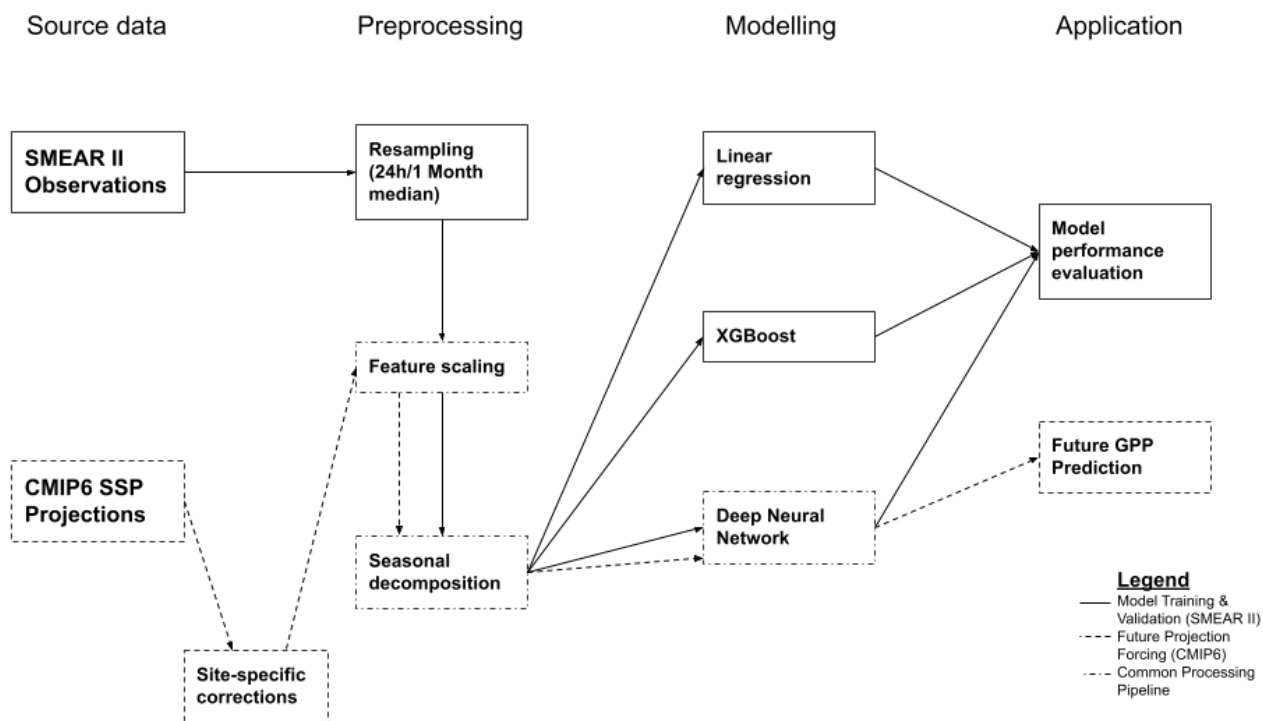 Source data
Preprocessing
Modelling
Application
SMEAR II
Observations
Resampling
(24h/1 Month
median)
Linear
regression
Model
performance
evaluation
XGBoost
Feature scaling
CMIP6 SSP
Projections
Future GPP
Prediction
Deep Neural
Network
Seasonal
decomposition
Site-specific
corrections
Legend
Model Training &
Validation (SMEAR II)
Future Projection
Forcing (CMIP6)
Common Processing
Pipeline